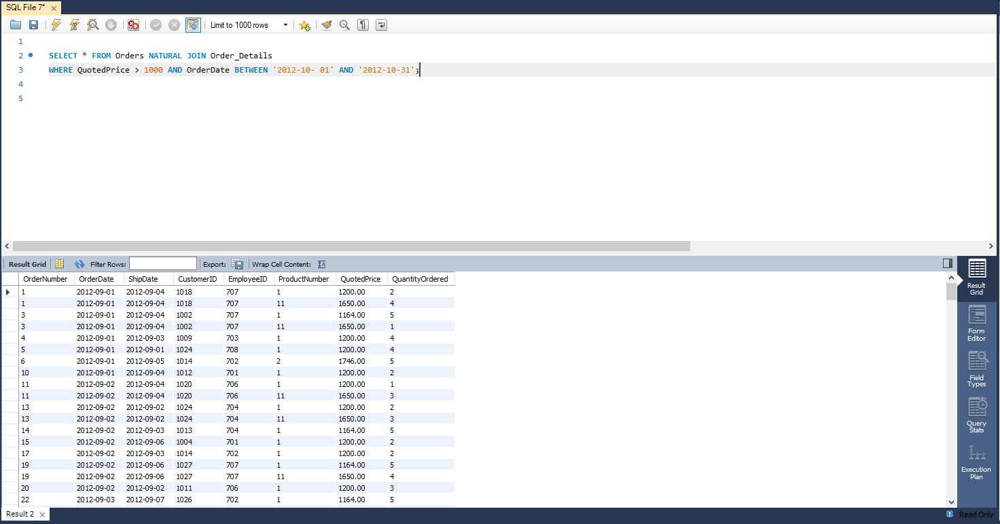 SQL File 7*
Limit to 1000 rows
1
2 SELECT * FROM Orders NATURAL JOIN Order_Details
3 WHERE QuotedPrice > 1000 AND OrderDate BETWEEN '2012-10- 01' AND '2012-10-31';
4
5
Result Grid Filter Rows: Export: Wrap Cell Content:
OrderNumber OrderDate ShipDate CustomerID EmployeeID ProductNumber QuotedPrice QuantityOrdered
1 2012-09-01 2012-09-04 1018 707 1 1200.00 2
1 2012-09-01 2012-09-04 1018 707 11 1650.00 4
3 2012-09-01 2012-09-04 1002 707 1 1164.00 5
3 2012-09-01 2012-09-04 1002 707 11 1650.00 1
4 2012-09-01 2012-09-03 1009 703 1 1200.00 4
5 2012-09-01 2012-09-01 1024 708 1 1200.00 4
6 2012-09-01 2012-09-05 1014 702 2 1746.00 5
10 2012-09-01 2012-09-04 1012 701 1 1200.00 2
11 2012-09-02 2012-09-04 1020 706 1 1200.00 1
11 2012-09-02 2012-09-04 1020 706 11 1650.00 3
13 2012-09-02 2012-09-02 1024 704 1 1200.00 2
13 2012-09-02 2012-09-02 1024 704 11 1650.00 3
14 2012-09-02 2012-09-03 1013 704 1 1164.00 5
15 2012-09-02 2012-09-06 1004 701 1 1200.00 2
17 2012-09-02 2012-09-03 1014 702 1 1200.00 2
19 2012-09-02 2012-09-06 1027 707 1 1164.00 5
19 2012-09-02 2012-09-06 1027 707 11 1650.00 4
20 2012-09-02 2012-09-02 1011 706 1 1200.00 3
22 2012-09-03 2012-09-07 1026 702 1 1164.00 5
Result
Grid
Form
Editor
Field
Types
Query
Stats
Execution
Plan
Result 2
Read Only